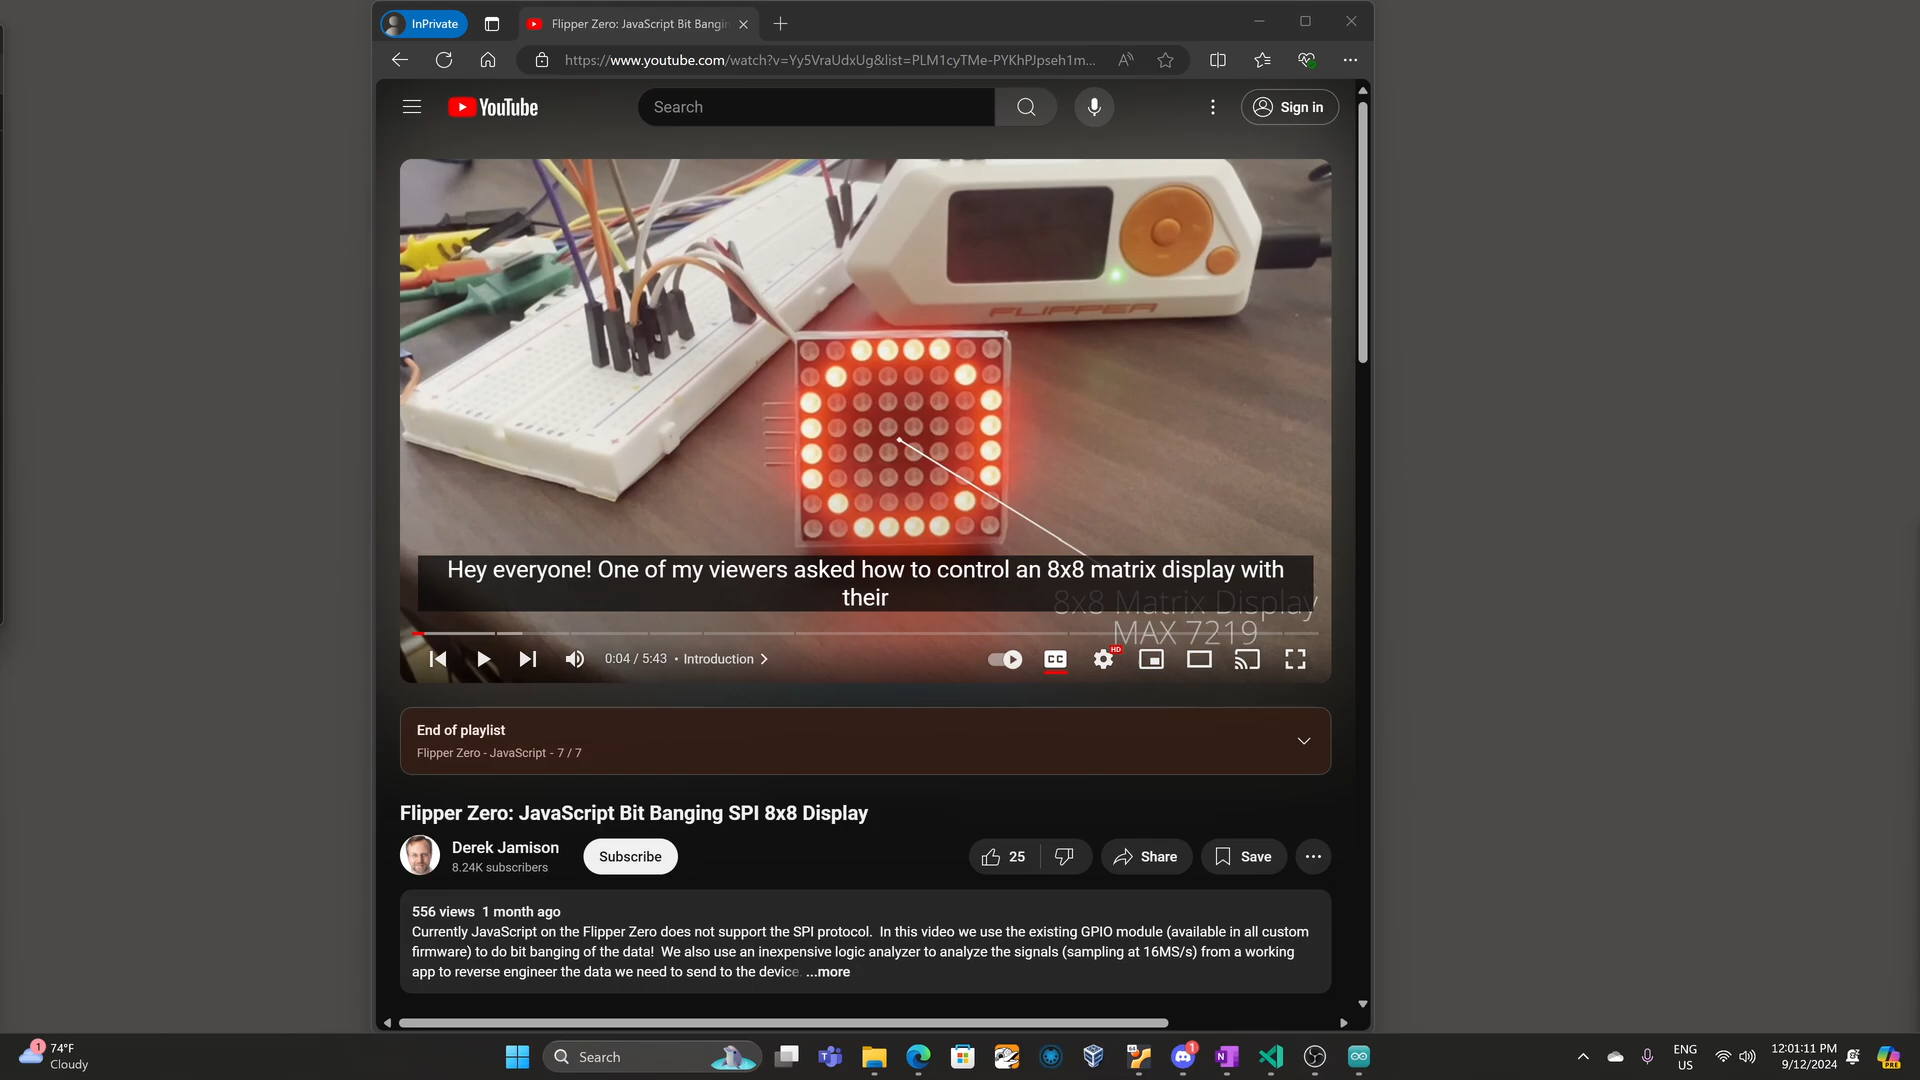 InPrivate
Flipper Zero: JavaScript Bit Bangin
https://www.youtube.com/watch?v=Yy5VraUdxUg&list=PLM1cyTMe-PYKhPJpseh1m...
YouTube
Search
Sign in
FLIPPER
Hey everyone! One of my viewers asked how to control an 8x8 matrix display with
their
8x8 Matrix Display
MAX 7219
0:04 / 5:43 • Introduction
CC
HD
End of playlist
Flipper Zero - JavaScript - 7 / 7
Flipper Zero: JavaScript Bit Banging SPI 8x8 Display
Derek Jamison
8.24K subscribers
Subscribe
25
Share
Save
556 views 1 month ago
Currently JavaScript on the Flipper Zero does not support the SPI protocol. In this video we use the existing GPIO module (available in all custom
firmware) to do bit banging of the data! We also use an inexpensive logic analyzer to analyze the signals (sampling at 16MS/s) from a working
app to reverse engineer the data we need to send to the device. ...more
1
74°F
Cloudy
Search
1
ENG
US
12:01:11 PM
9/12/2024
PRE